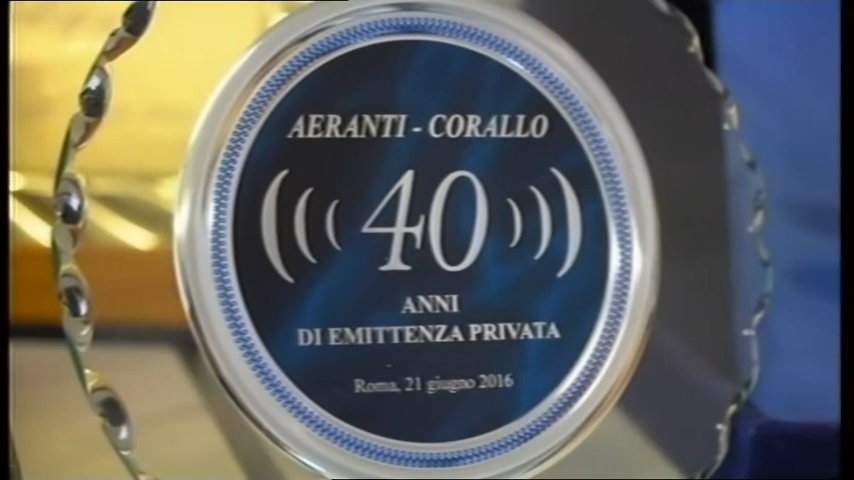 AERANTI - CORALLO
40
ANNI
DI EMITTENZA PRIVATA
Roma, 21 giugno 2016